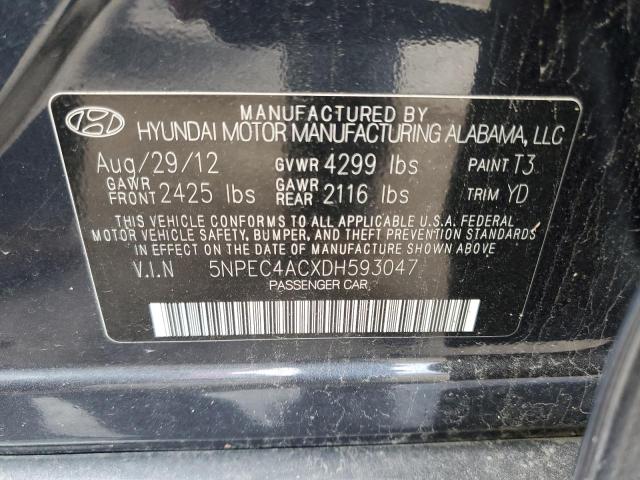 MANUFACTURED BY
HYUNDAI MOTOR MANUFACTURING ALABAMA, LLC
Aug/29/12 GVWR 4299 lbs PAINT T3
GAWR FRONT 2425 lbs GAWR REAR 2116 lbs TRIM YD
THIS VEHICLE CONFORMS TO ALL APPLICABLE U.S.A. FEDERAL
MOTOR VEHICLE SAFETY, BUMPER, AND THEFT PREVENTION STANDARDS
IN EFFECT ON THE DATE OF MANUFACTURE SHOWN ABOVE.
V.I.N 5NPEC4ACXDH593047
PASSENGER CAR